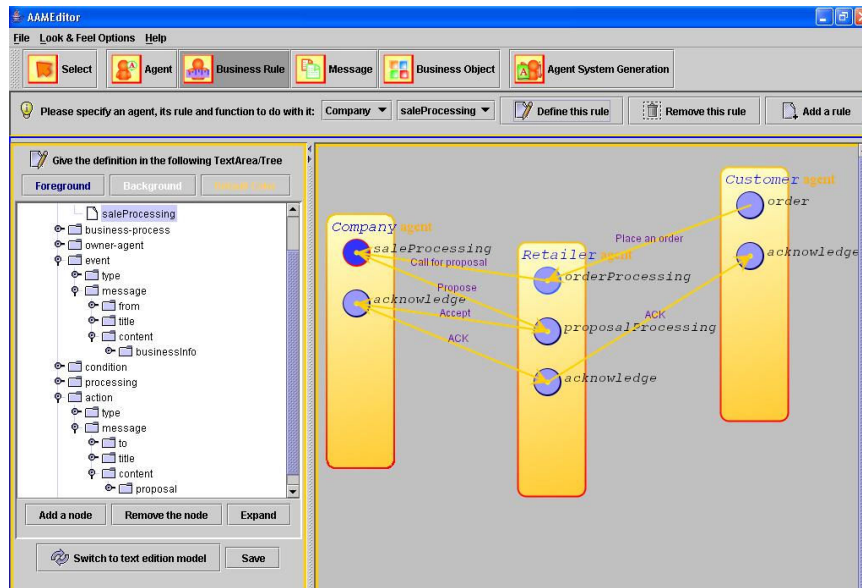 AAMEditor
File Look & Feel Options Help
Select Agent Business Rule Message Business Object Agent System Generation
Please specify an agent, its rule and function to do with it: Company saleProcessing Define this rule Remove this rule Add a rule
Give the definition in the following TextArea/Tree
Foreground Background
saleProcessing
business-process
owner-agent
event
type
message
from
title
content
businessInfo
condition
processing
action
type
message
to
title
content
proposal
Add a node Remove the node Expand
Switch to text edition model Save
Company agent
saleProcessing
acknowledge
Call for proposal
Propose
Accept
ACK
Retailer agent
orderProcessing
proposalProcessing
acknowledge
Place an order
ACK
Customer agent
order
acknowledge